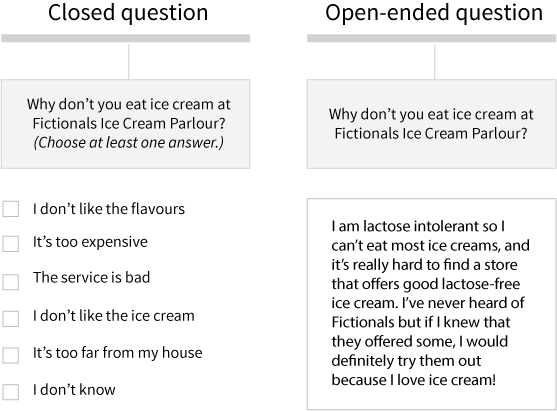 Closed question
Why don't you eat ice cream at
Fictionals Ice Cream Parlour?
(Choose at least one answer.)
I don't like the flavours
It's too expensive
The service is bad
I don't like the ice cream
It's too far from my house
I don't know
Open-ended question
Why don't you eat ice cream at
Fictionals Ice Cream Parlour?
I am lactose intolerant so I
can't eat most ice creams, and
it's really hard to find a store
that offers good lactose-free
ice cream. I've never heard of
Fictionals but if I knew that
they offered some, I would
definitely try them out
because I love ice cream!